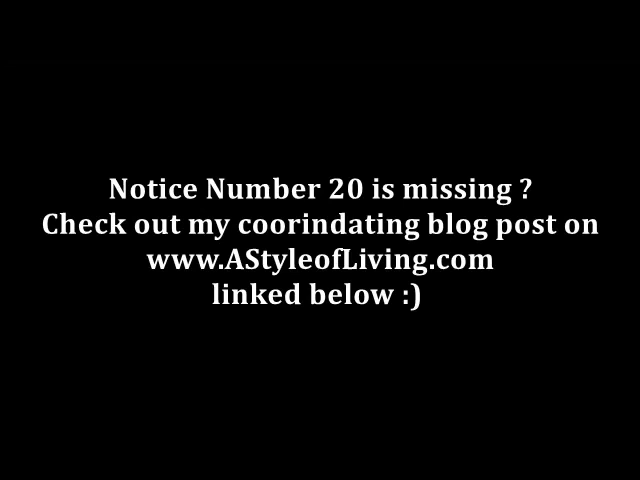 Notice Number 20 is missing ?
Check out my coorindating blog post on
www.AStyleofLiving.com
linked below :)